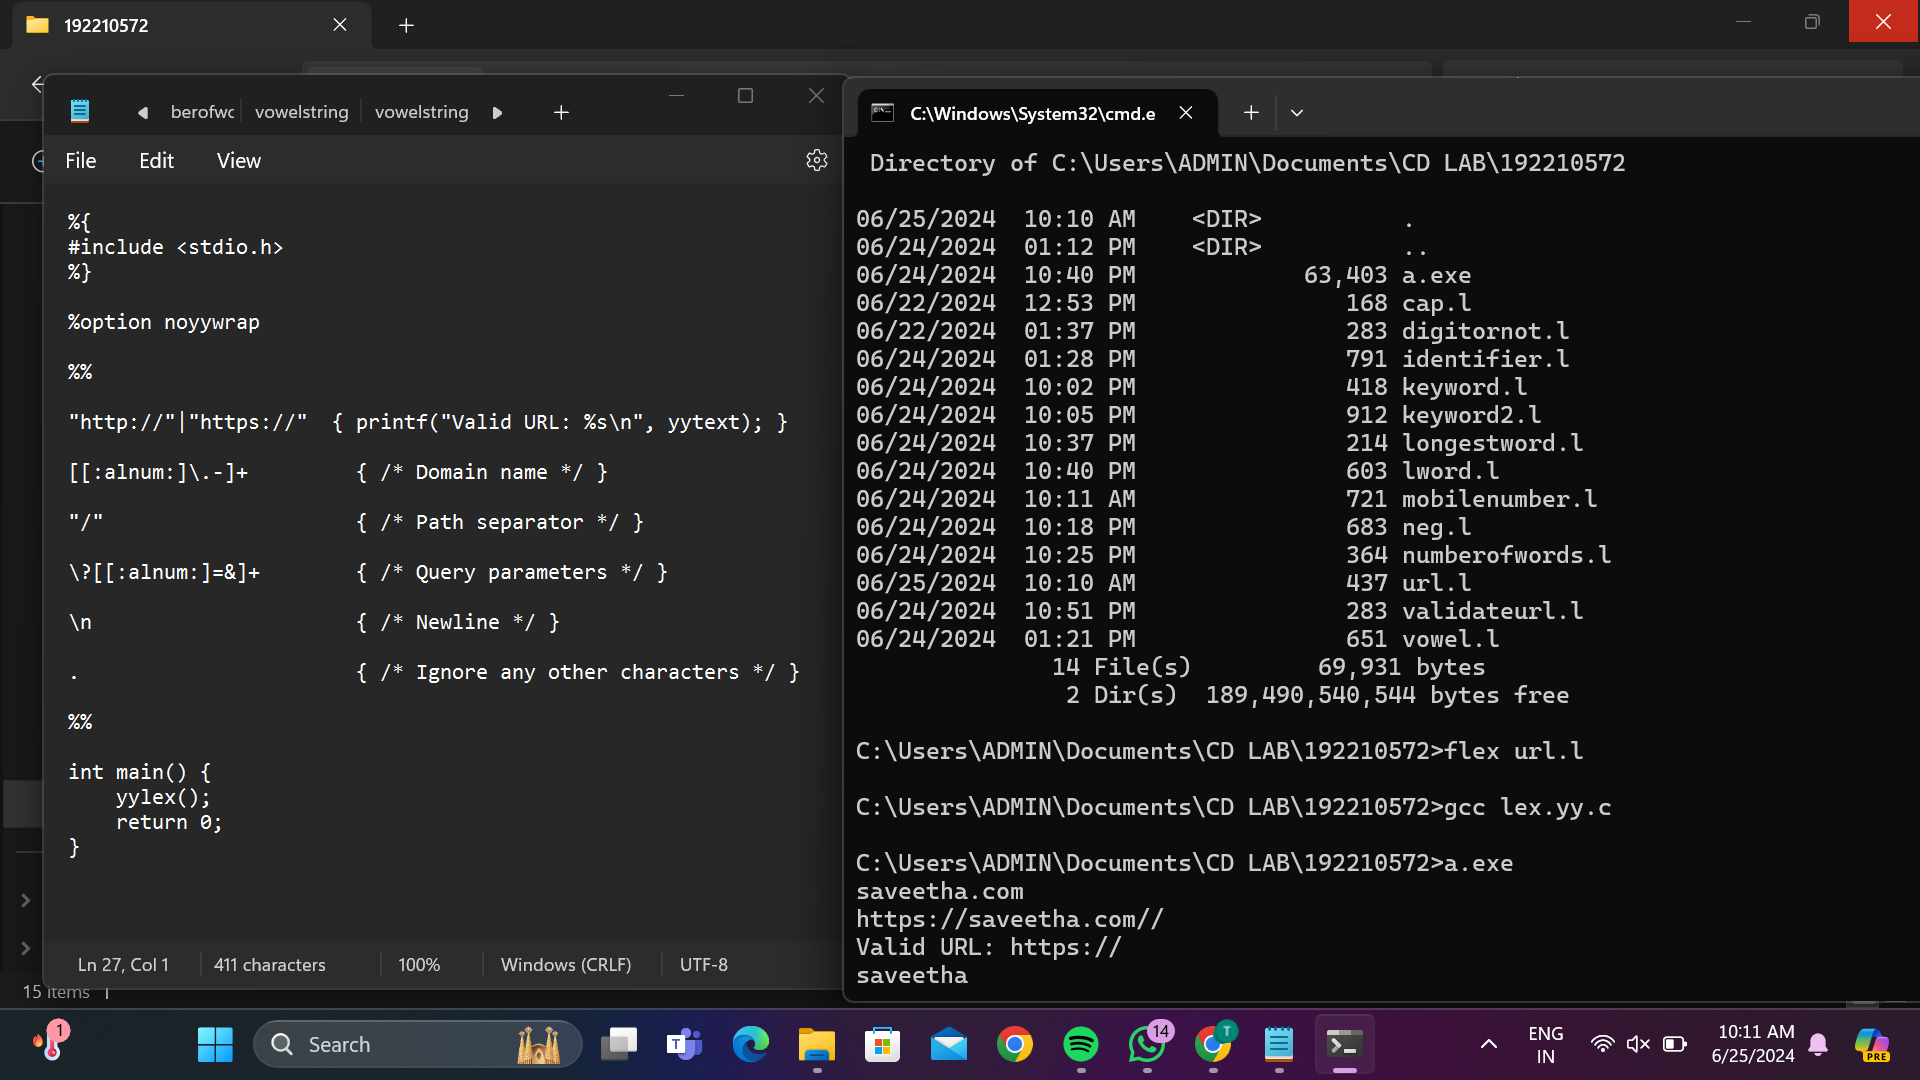 192210572
berofwc vowelstring vowelstring
File Edit View
%{
#include <stdio.h>
%}
%option noyywrap
%%
"http://"|"https://" { printf("Valid URL: %s\n", yytext); }
[[:alnum:]\.-]+ { /* Domain name */ }
"/" { /* Path separator */ }
\?[[:alnum:]=&]+ { /* Query parameters */ }
\n { /* Newline */ }
. { /* Ignore any other characters */ }
%%
int main() {
yylex();
return 0;
}
Ln 27, Col 1 411 characters 100% Windows (CRLF) UTF-8
15 items
C:\Windows\System32\cmd.e
Directory of C:\Users\ADMIN\Documents\CD LAB\192210572
06/25/2024 10:10 AM <DIR> .
06/24/2024 01:12 PM <DIR> ..
06/24/2024 10:40 PM 63,403 a.exe
06/22/2024 12:53 PM 168 cap.l
06/22/2024 01:37 PM 283 digitornot.l
06/24/2024 01:28 PM 791 identifier.l
06/24/2024 10:02 PM 418 keyword.l
06/24/2024 10:05 PM 912 keyword2.l
06/24/2024 10:37 PM 214 longestword.l
06/24/2024 10:40 PM 603 lword.l
06/24/2024 10:11 AM 721 mobilenumber.l
06/24/2024 10:18 PM 683 neg.l
06/24/2024 10:25 PM 364 numberofwords.l
06/25/2024 10:10 AM 437 url.l
06/24/2024 10:51 PM 283 validateurl.l
06/24/2024 01:21 PM 651 vowel.l
14 File(s) 69,931 bytes
2 Dir(s) 189,490,540,544 bytes free
C:\Users\ADMIN\Documents\CD LAB\192210572>flex url.l
C:\Users\ADMIN\Documents\CD LAB\192210572>gcc lex.yy.c
C:\Users\ADMIN\Documents\CD LAB\192210572>a.exe
saveetha.com
https://saveetha.com//
Valid URL: https://
saveetha
1
Search
T
14
T
ENG
IN
10:11 AM
6/25/2024
PRE